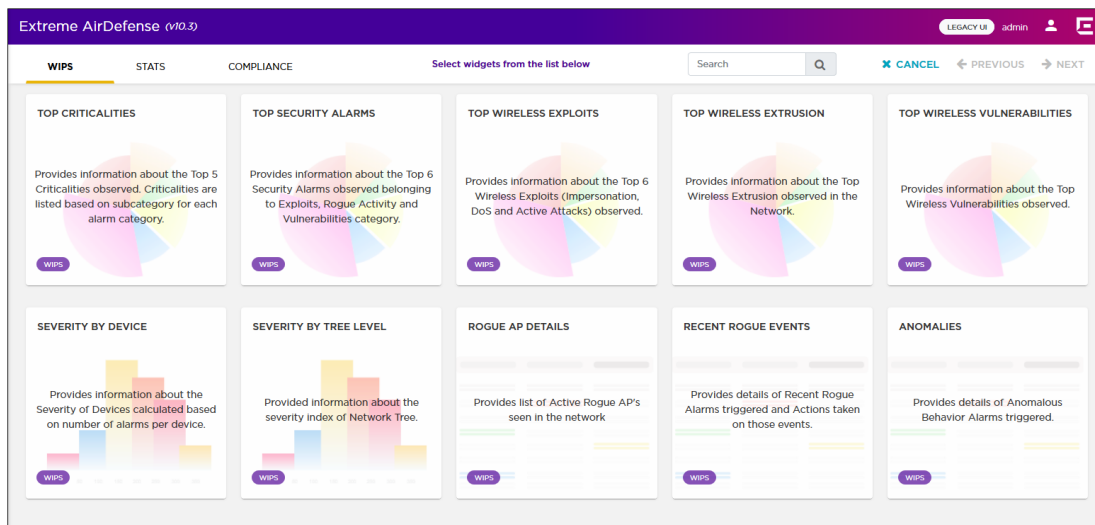 Extreme AirDefense (v10.3)
LEGACY UI admin
WIPS STATS COMPLIANCE Select widgets from the list below Search CANCEL PREVIOUS NEXT
TOP CRITICALITIES
Provides information about the Top 5
Criticalities observed. Criticalities are
listed based on subcategory for each
alarm category.
WIPS
TOP SECURITY ALARMS
Provides information about the Top 6
Security Alarms observed belonging
to Exploits, Rogue Activity and
Vulnerabilities category.
WIPS
TOP WIRELESS EXPLOITS
Provides information about the Top 6
Wireless Exploits (Impersonation,
DoS and Active Attacks) observed.
WIPS
TOP WIRELESS EXTRUSION
Provides information about the Top
Wireless Extrusion observed in the
Network.
WIPS
TOP WIRELESS VULNERABILITIES
Provides information about the Top
Wireless Vulnerabilities observed.
WIPS
SEVERITY BY DEVICE
Provides information about the
Severity of Devices calculated based
on number of alarms per device.
WIPS
SEVERITY BY TREE LEVEL
Provided information about the
severity index of Network Tree.
WIPS
ROGUE AP DETAILS
Provides list of Active Rogue AP's
seen in the network
WIPS
RECENT ROGUE EVENTS
Provides details of Recent Rogue
Alarms triggered and Actions taken
on those events.
WIPS
ANOMALIES
Provides details of Anomalous
Behavior Alarms triggered.
WIPS